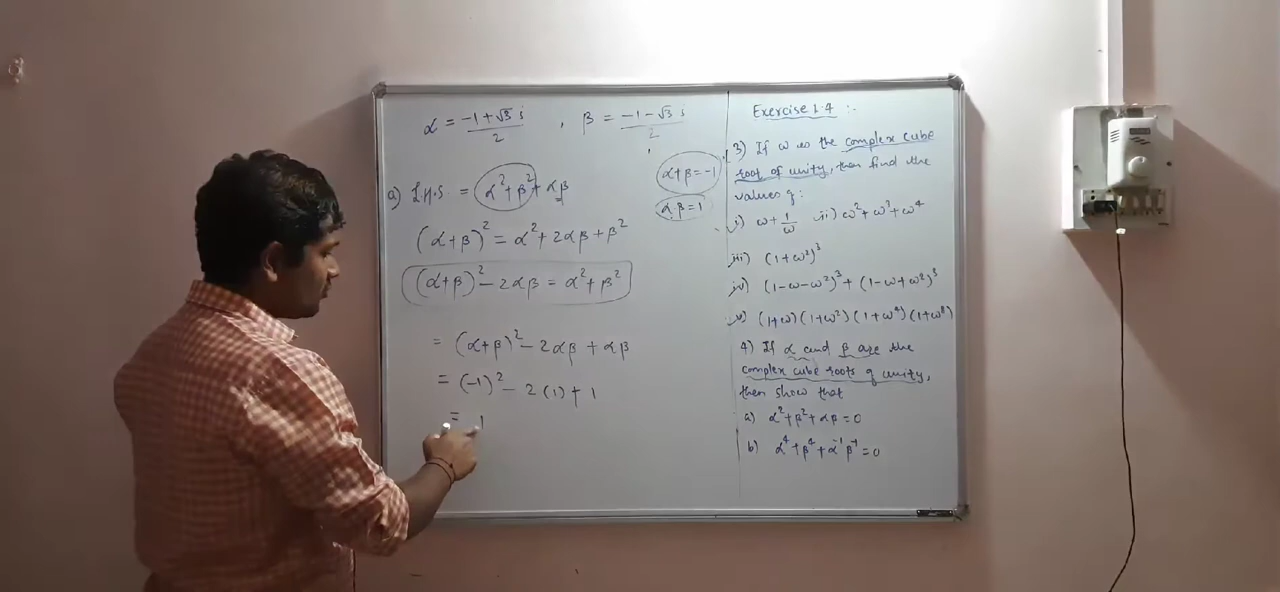 α = -1+√3 i / 2 , β = -1-√3 i / 2
α+β = -1
α β = 1
a) L.H.S. = α² + β² + αβ
(α+β)² = α² + 2αβ + β²
(α+β)² - 2αβ = α² + β²
= (α+β)² - 2αβ + αβ
= (-1)² - 2(1) + 1
= 1
Exercise 1.4 :-
3) If ω is the complex cube
root of unity, then find the
values of:
i) ω + 1/ω ii) ω² + ω³ + ω⁴
iii) (1+ω²)³
iv) (1-ω-ω²)³ + (1-ω+ω²)³
v) (1+ω)(1+ω²)(1+ω⁴)(1+ω⁸)
4) If α and β are the
complex cube roots of unity,
then show that
a) α² + β² + αβ = 0
b) α⁴ + β⁴ + α⁻¹β⁻¹ = 0